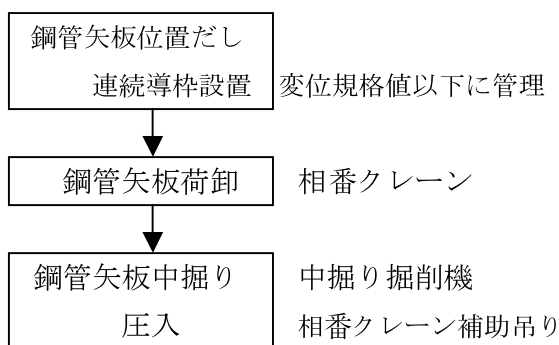 鋼管矢板位置だし
連続導枠設置 変位規格値以下に管理
鋼管矢板荷卸 相番クレーン
鋼管矢板中掘り 中掘り掘削機
圧入 相番クレーン補助吊り